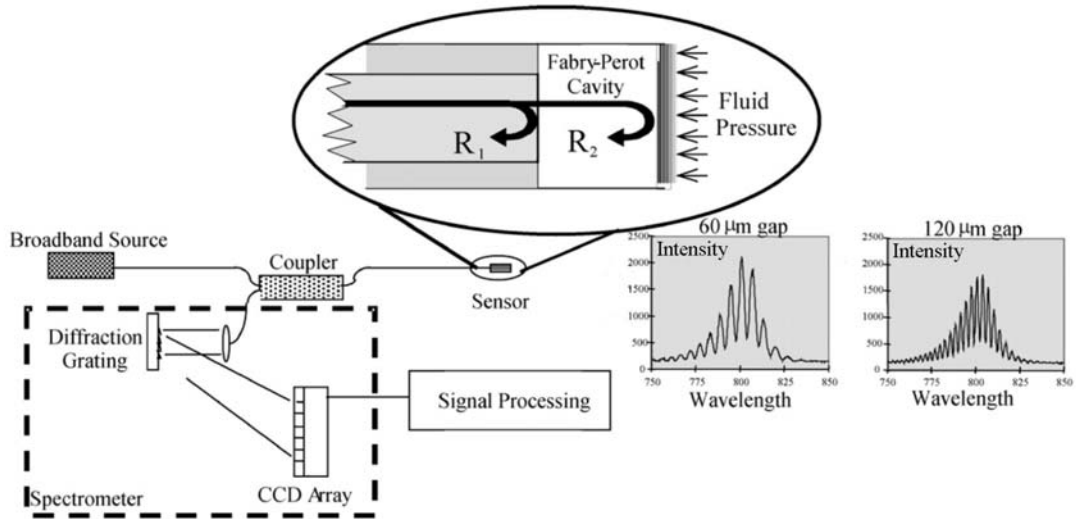 Fabry-Perot
Cavity
R1
R2
Fluid
Pressure
Broadband Source
Coupler
Sensor
Diffraction
Grating
CCD Array
Spectrometer
Signal Processing
60 μm gap
Intensity
2500
2000
1500
1000
500
0
750
775
800
825
850
Wavelength
120 μm gap
Intensity
2500
2000
1500
1000
500
0
750
775
800
825
850
Wavelength